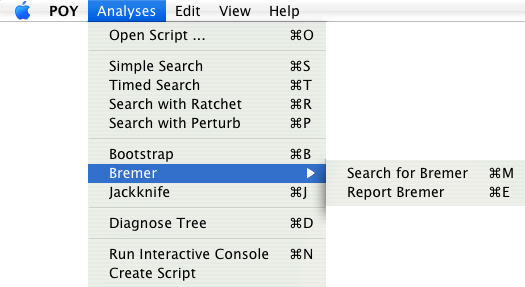 POY Analyses Edit View Help
Open Script ... ⌘O
Simple Search ⌘S
Timed Search ⌘T
Search with Ratchet ⌘R
Search with Perturb ⌘P
Bootstrap ⌘B
Bremer ▶
Search for Bremer ⌘M
Report Bremer ⌘E
Jackknife ⌘J
Diagnose Tree ⌘D
Run Interactive Console ⌘N
Create Script